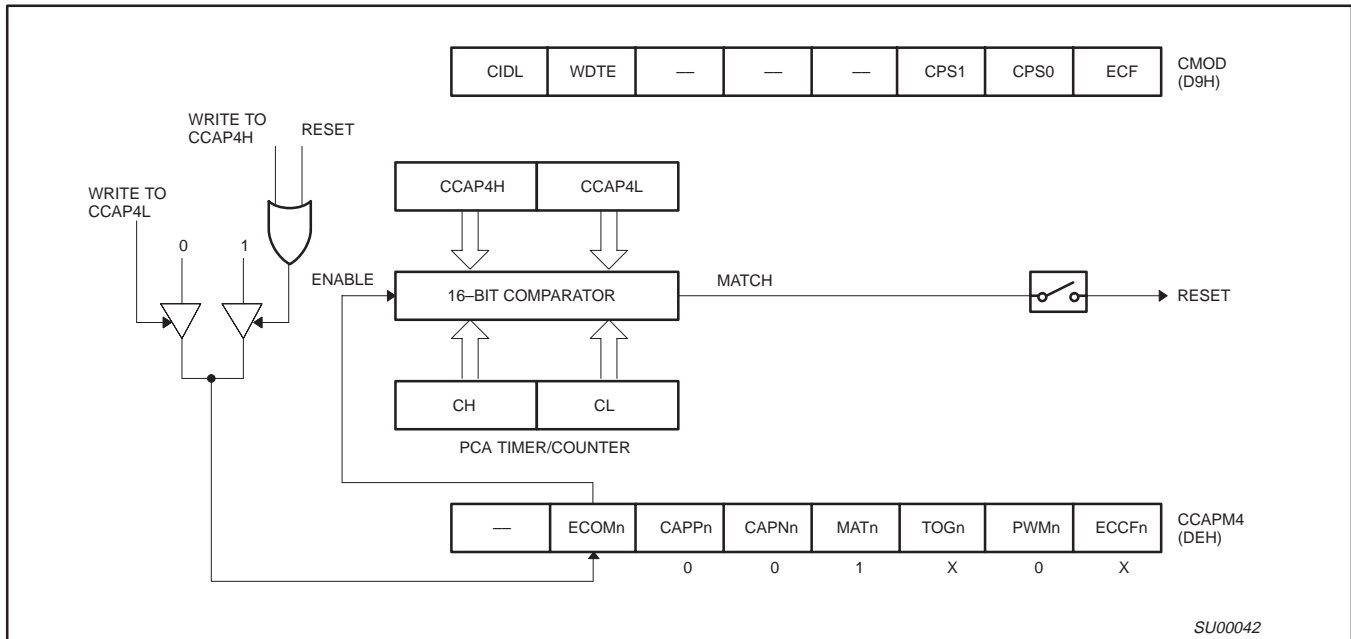 CIDL WDTE — — — CPS1 CPS0 ECF
CMOD
(D9H)
WRITE TO
CCAP4H
RESET
WRITE TO
CCAP4L
0 1
CCAP4H CCAP4L
ENABLE
16–BIT COMPARATOR
MATCH
RESET
CH CL
PCA TIMER/COUNTER
— ECOMn CAPPn CAPNn MATn TOGn PWMn ECCFn
CCAPM4
(DEH)
0 0 1 X 0 X
SU00042